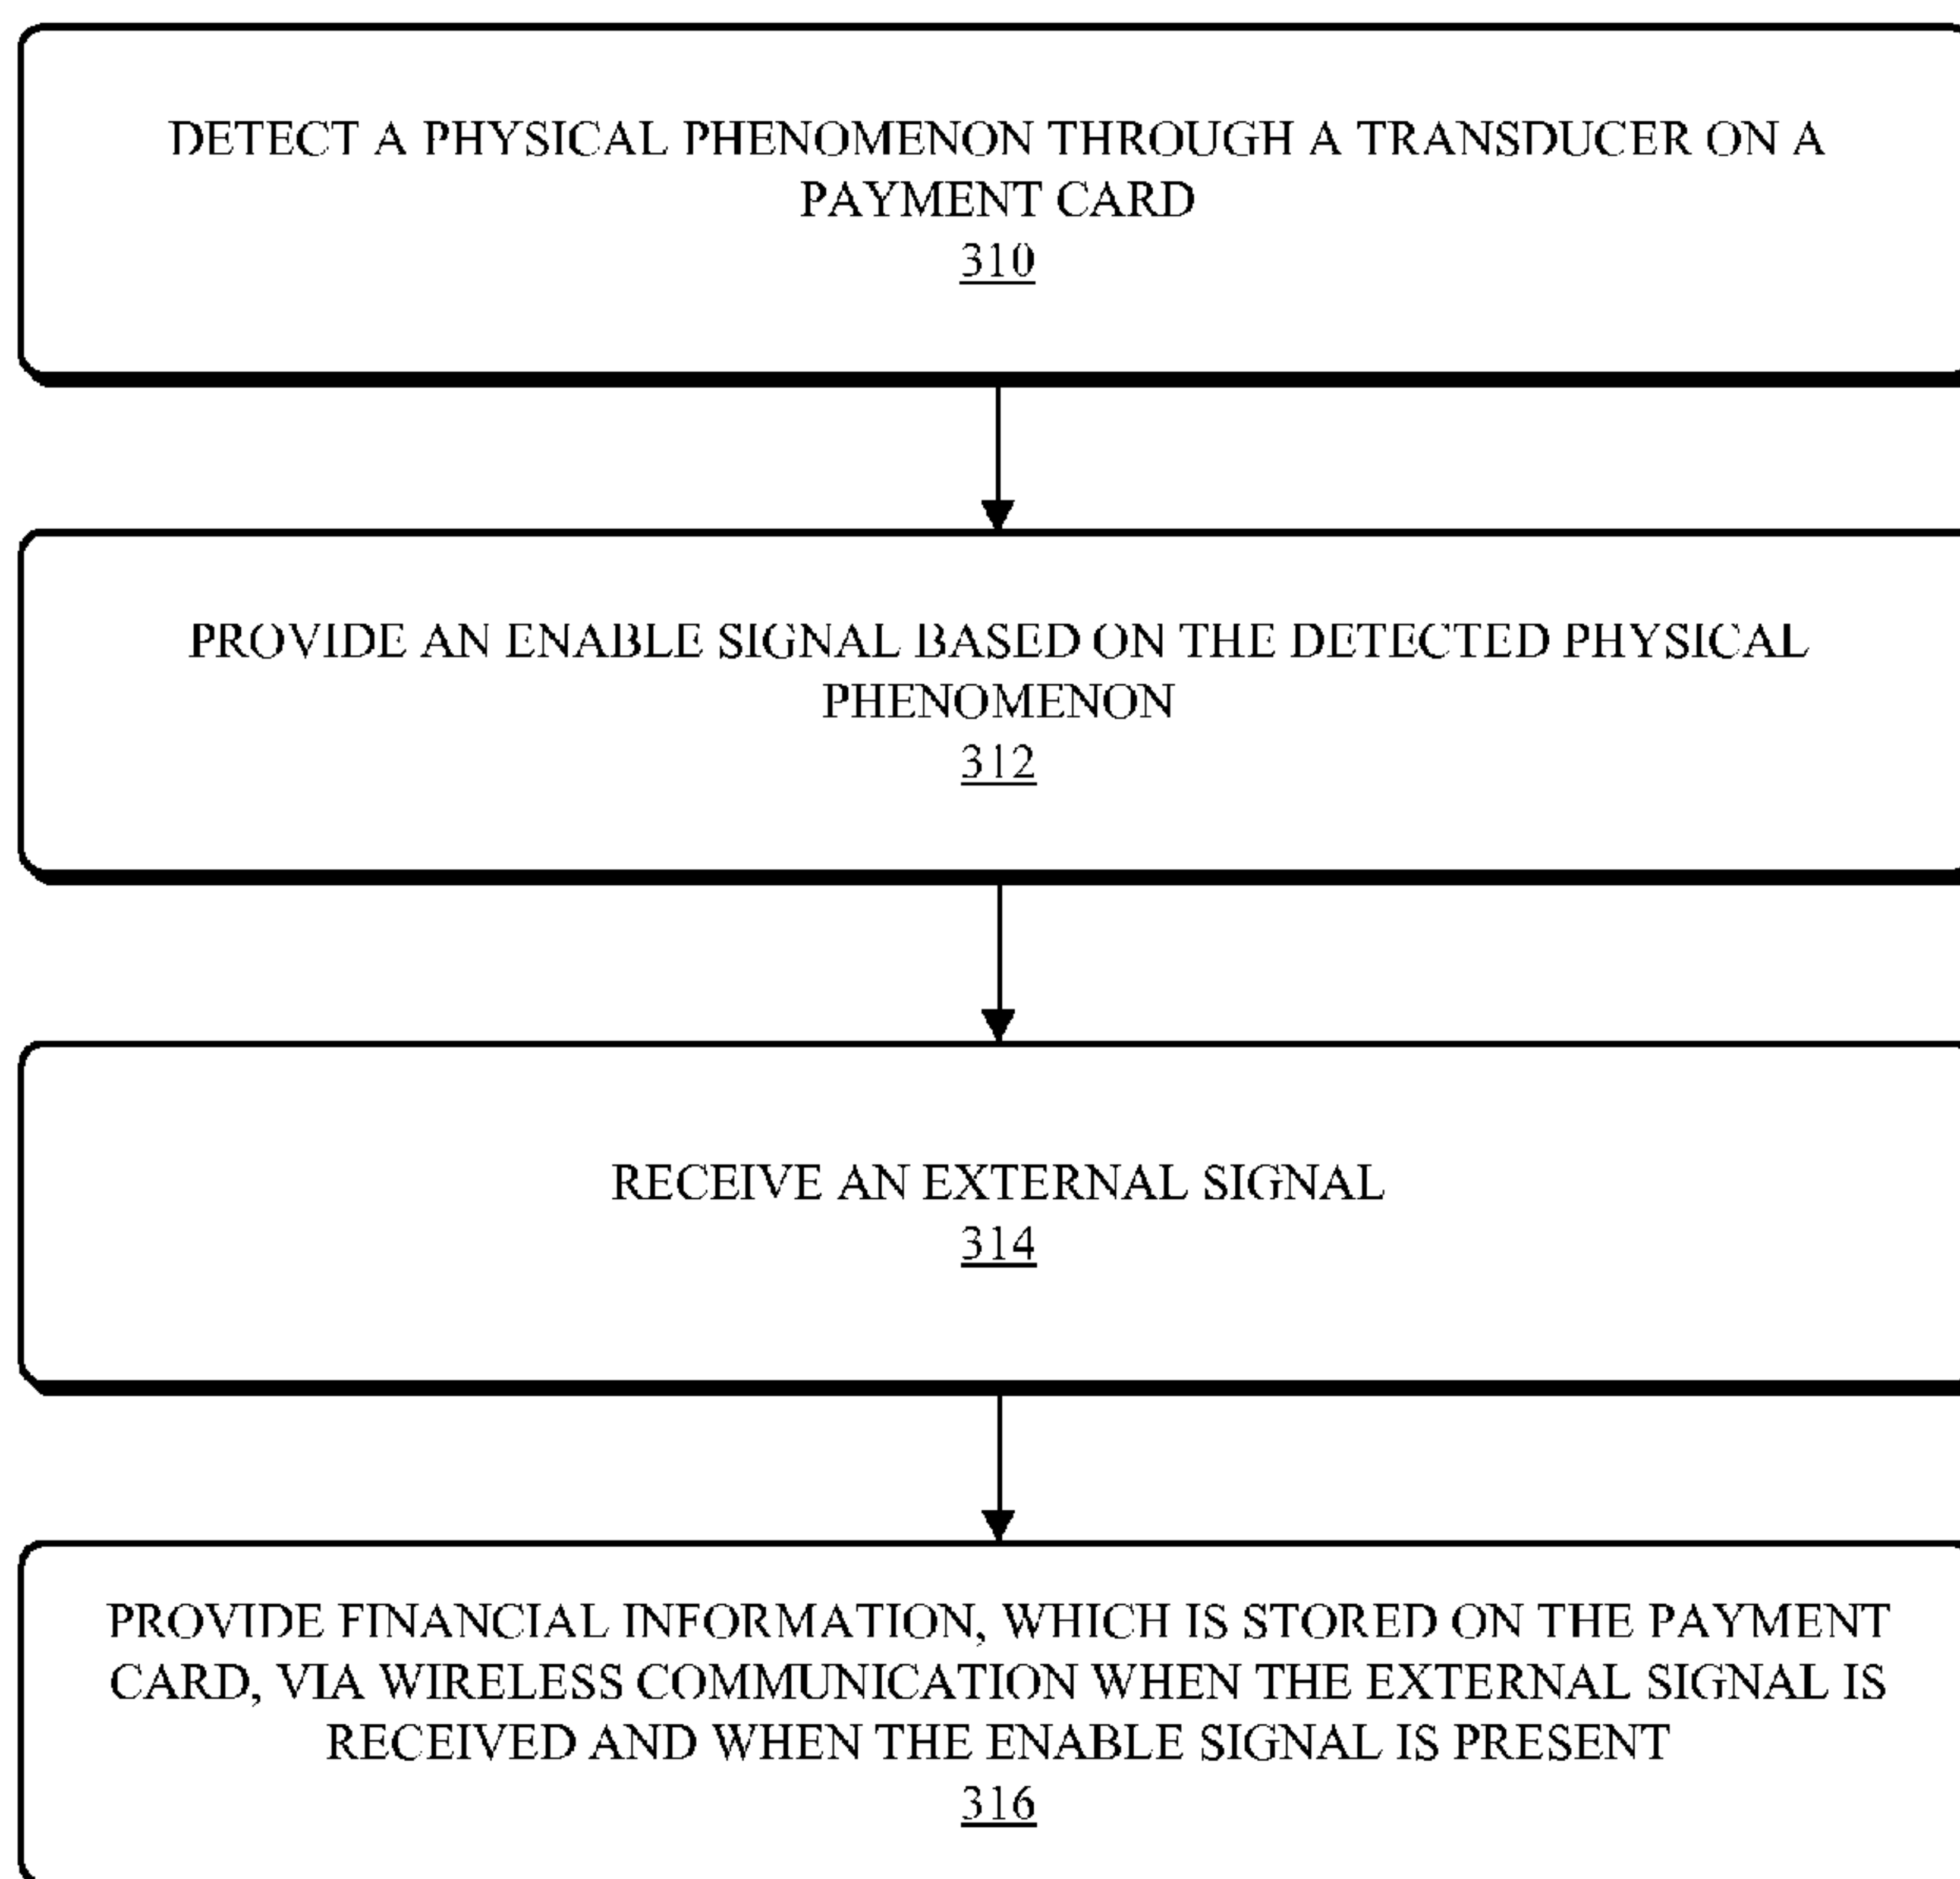 DETECT A PHYSICAL PHENOMENON THROUGH A TRANSDUCER ON A
PAYMENT CARD
310
PROVIDE AN ENABLE SIGNAL BASED ON THE DETECTED PHYSICAL
PHENOMENON
312
RECEIVE AN EXTERNAL SIGNAL
314
PROVIDE FINANCIAL INFORMATION, WHICH IS STORED ON THE PAYMENT
CARD, VIA WIRELESS COMMUNICATION WHEN THE EXTERNAL SIGNAL IS
RECEIVED AND WHEN THE ENABLE SIGNAL IS PRESENT
316